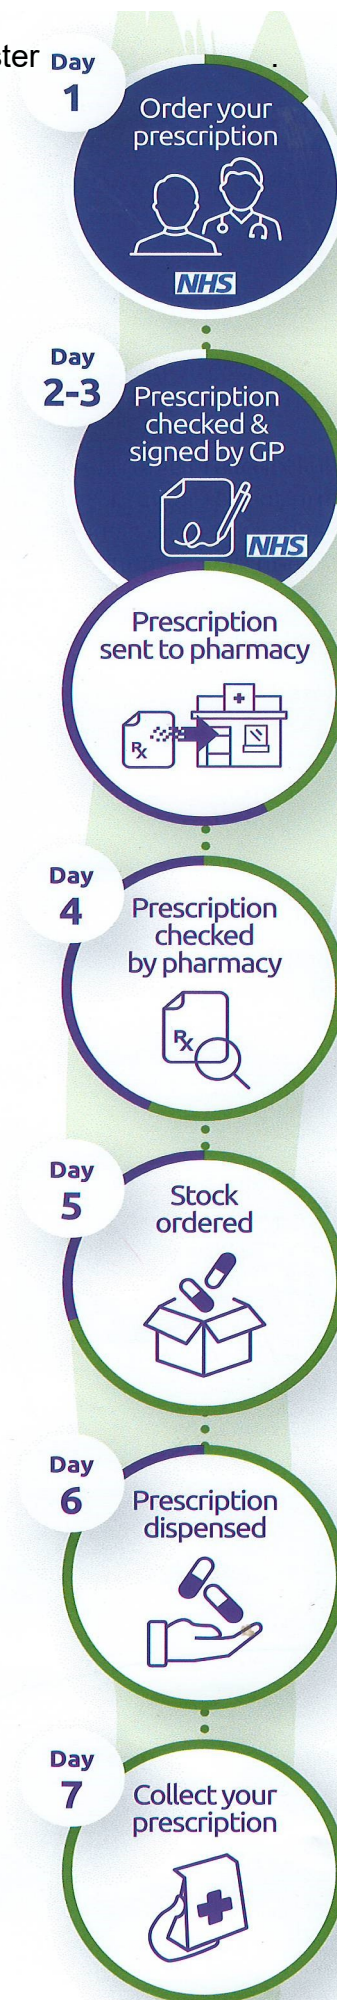 ster
Day
1
Order your
prescription
NHS
Day
2-3
Prescription
checked &
signed by GP
NHS
Prescription
sent to pharmacy
Rx
Day
4
Prescription
checked
by pharmacy
Rx
Day
5
Stock
ordered
Day
6
Prescription
dispensed
Day
7
Collect your
prescription